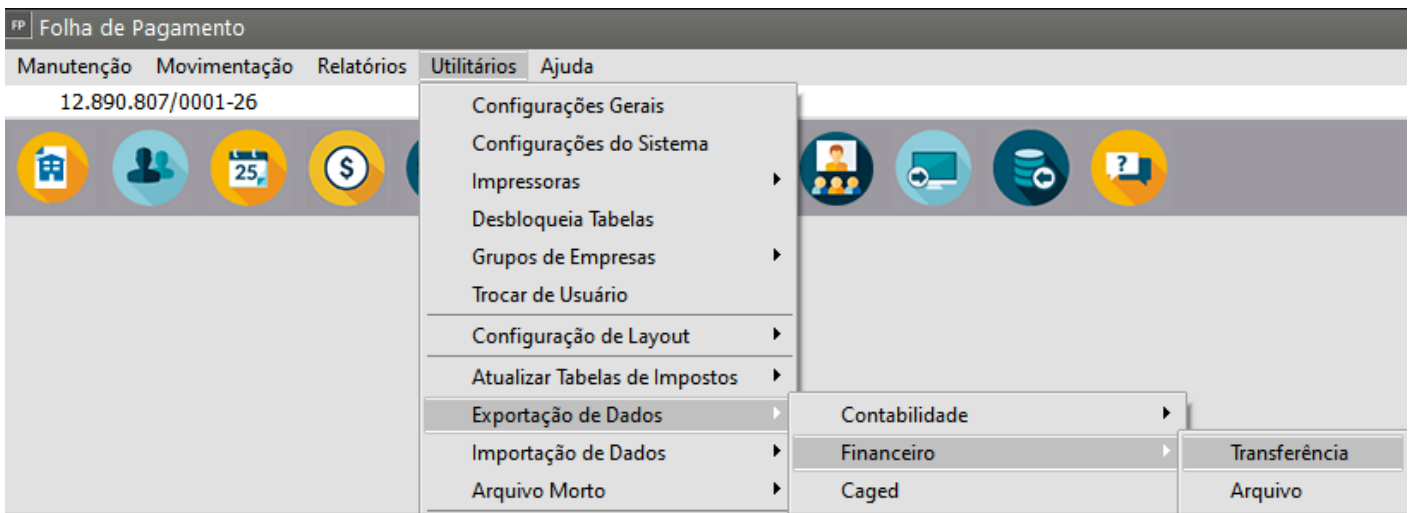 FP Folha de Pagamento
Manutenção Movimentação Relatórios Utilitários Ajuda
12.890.807/0001-26
25
$
?
Configurações Gerais
Configurações do Sistema
Impressoras
Desbloqueia Tabelas
Grupos de Empresas
Trocar de Usuário
Configuração de Layout
Atualizar Tabelas de Impostos
Exportação de Dados
Importação de Dados
Arquivo Morto
Contabilidade
Financeiro
Caged
Transferência
Arquivo